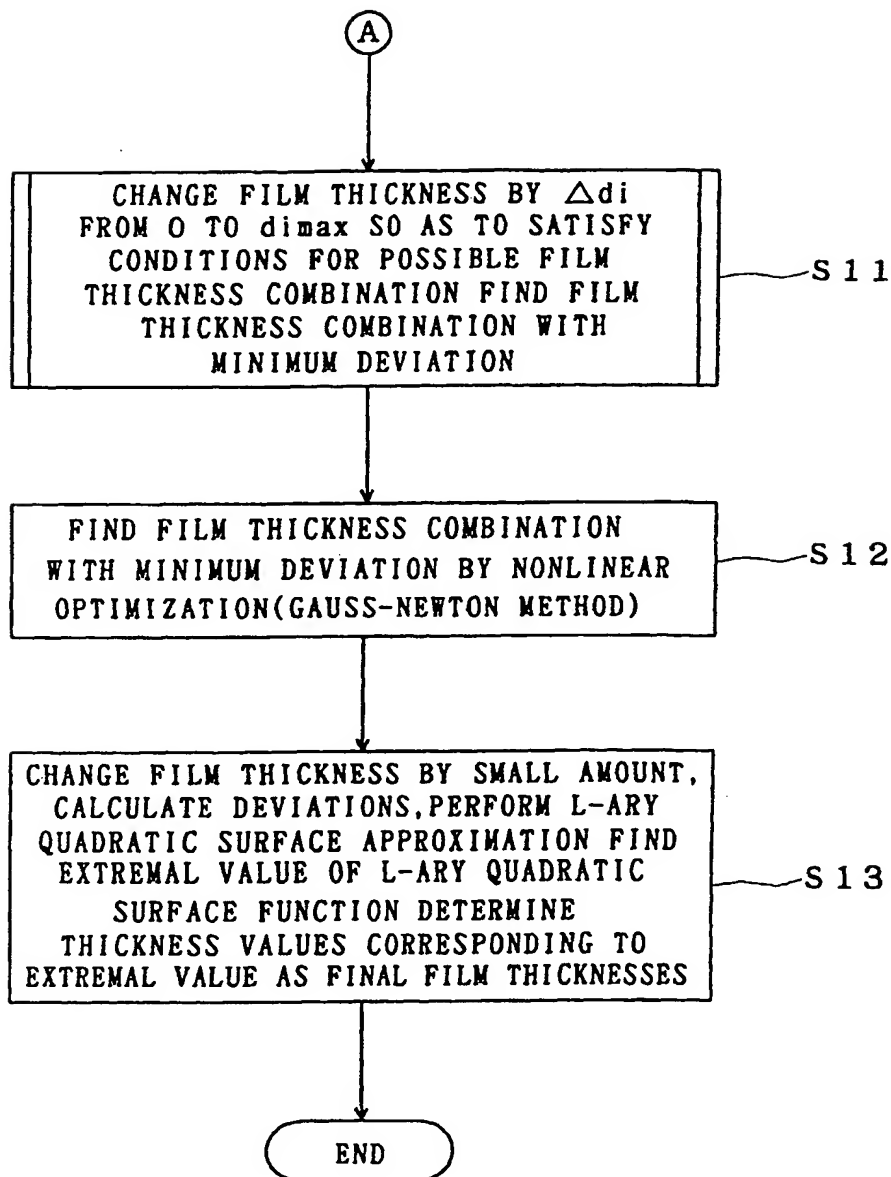 A
CHANGE FILM THICKNESS BY △di
FROM 0 TO dimax SO AS TO SATISFY
CONDITIONS FOR POSSIBLE FILM
THICKNESS COMBINATION FIND FILM
THICKNESS COMBINATION WITH
MINIMUM DEVIATION
S11
FIND FILM THICKNESS COMBINATION
WITH MINIMUM DEVIATION BY NONLINEAR
OPTIMIZATION(GAUSS-NEWTON METHOD)
S12
CHANGE FILM THICKNESS BY SMALL AMOUNT,
CALCULATE DEVIATIONS,PERFORM L-ARY
QUADRATIC SURFACE APPROXIMATION FIND
EXTREMAL VALUE OF L-ARY QUADRATIC
SURFACE FUNCTION DETERMINE
THICKNESS VALUES CORRESPONDING TO
EXTREMAL VALUE AS FINAL FILM THICKNESSES
S13
END